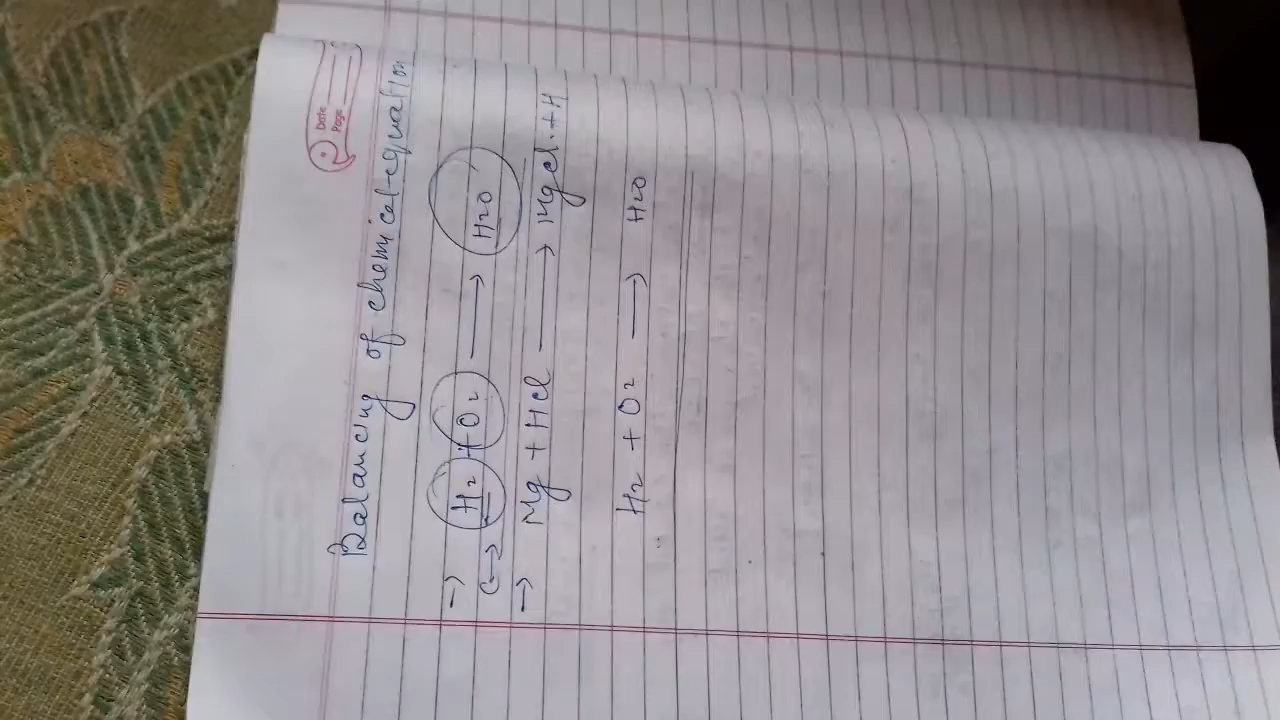 Date
Page
Balancing of chemical equation
→ H2 + O2 → H2O
→ Mg + HCl → Mgcl + H
H2 + O2 → H2O